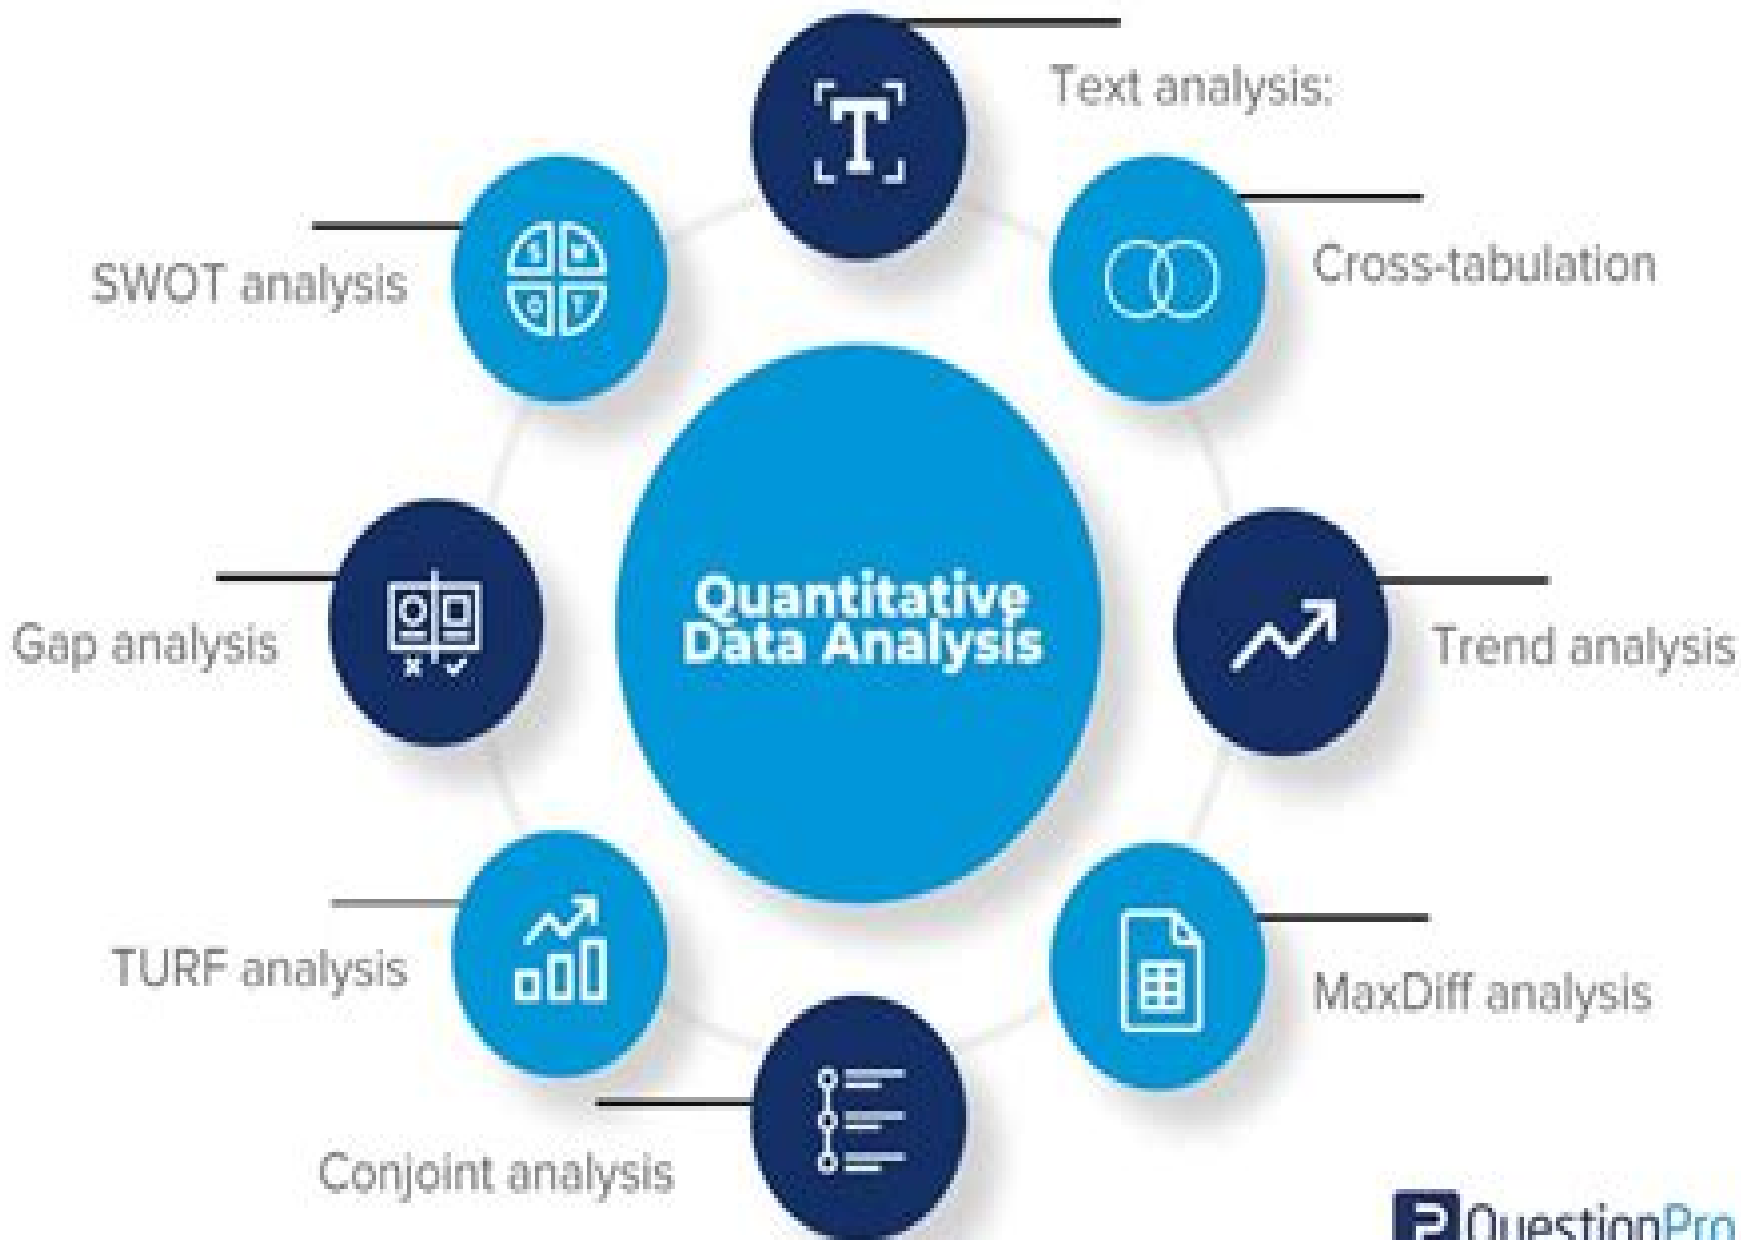 Text analysis:
SWOT analysis
Cross-tabulation
T
S W
O T
Quantitative
Data Analysis
Gap analysis
Trend analysis
TURF analysis
MaxDiff analysis
Conjoint analysis
QuestionPro